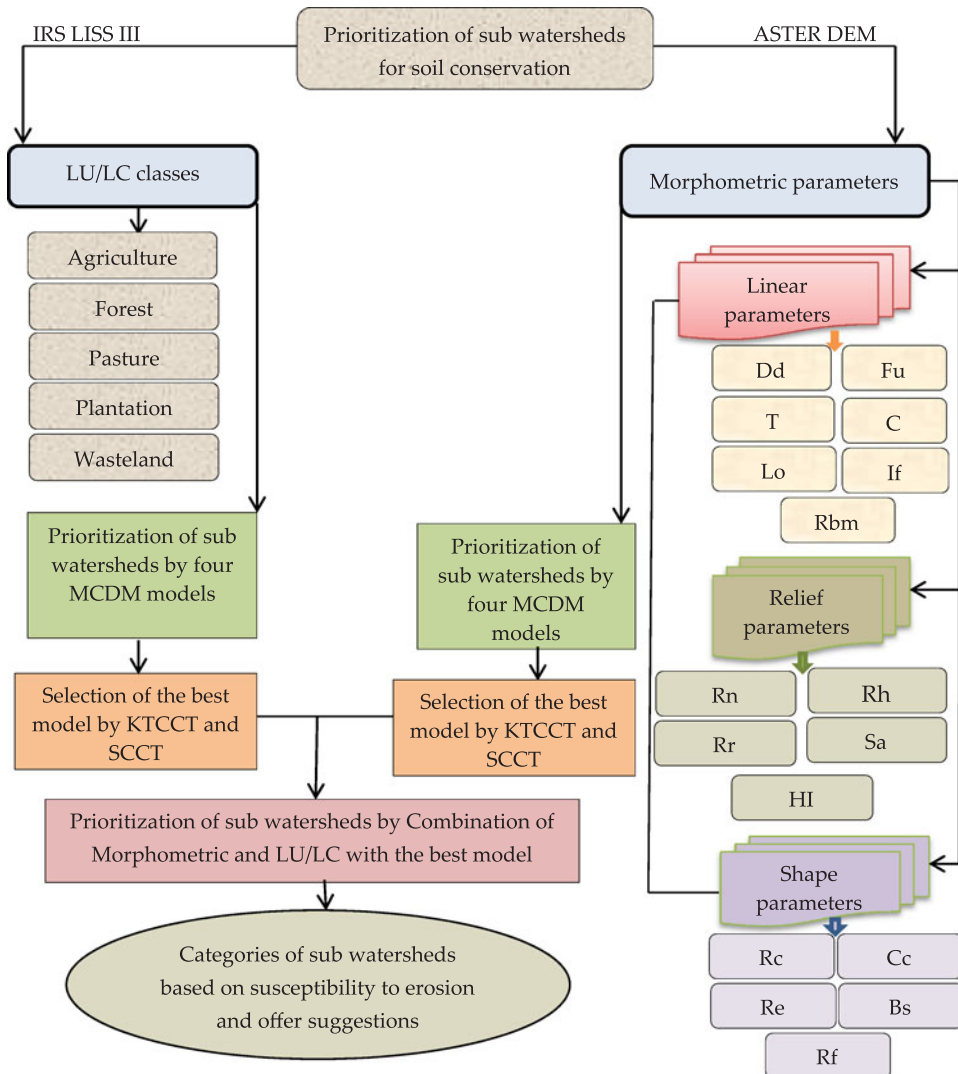 IRS LISS III
Prioritization of sub watersheds
for soil conservation
ASTER DEM
LU/LC classes
Agriculture
Forest
Pasture
Plantation
Wasteland
Prioritization of sub
watersheds by four
MCDM models
Selection of the best
model by KTCCT and
SCCT
Morphometric parameters
Prioritization of
sub watersheds by
four MCDM
models
Selection of the best
model by KTCCT and
SCCT
Prioritization of sub watersheds by Combination of
Morphometric and LU/LC with the best model
Categories of sub watersheds
based on susceptibility to erosion
and offer suggestions
Linear
parameters
Dd
Fu
T
C
Lo
If
Rbm
Relief
parameters
Rn
Rh
Rr
Sa
HI
Shape
parameters
Rc
Cc
Re
Bs
Rf